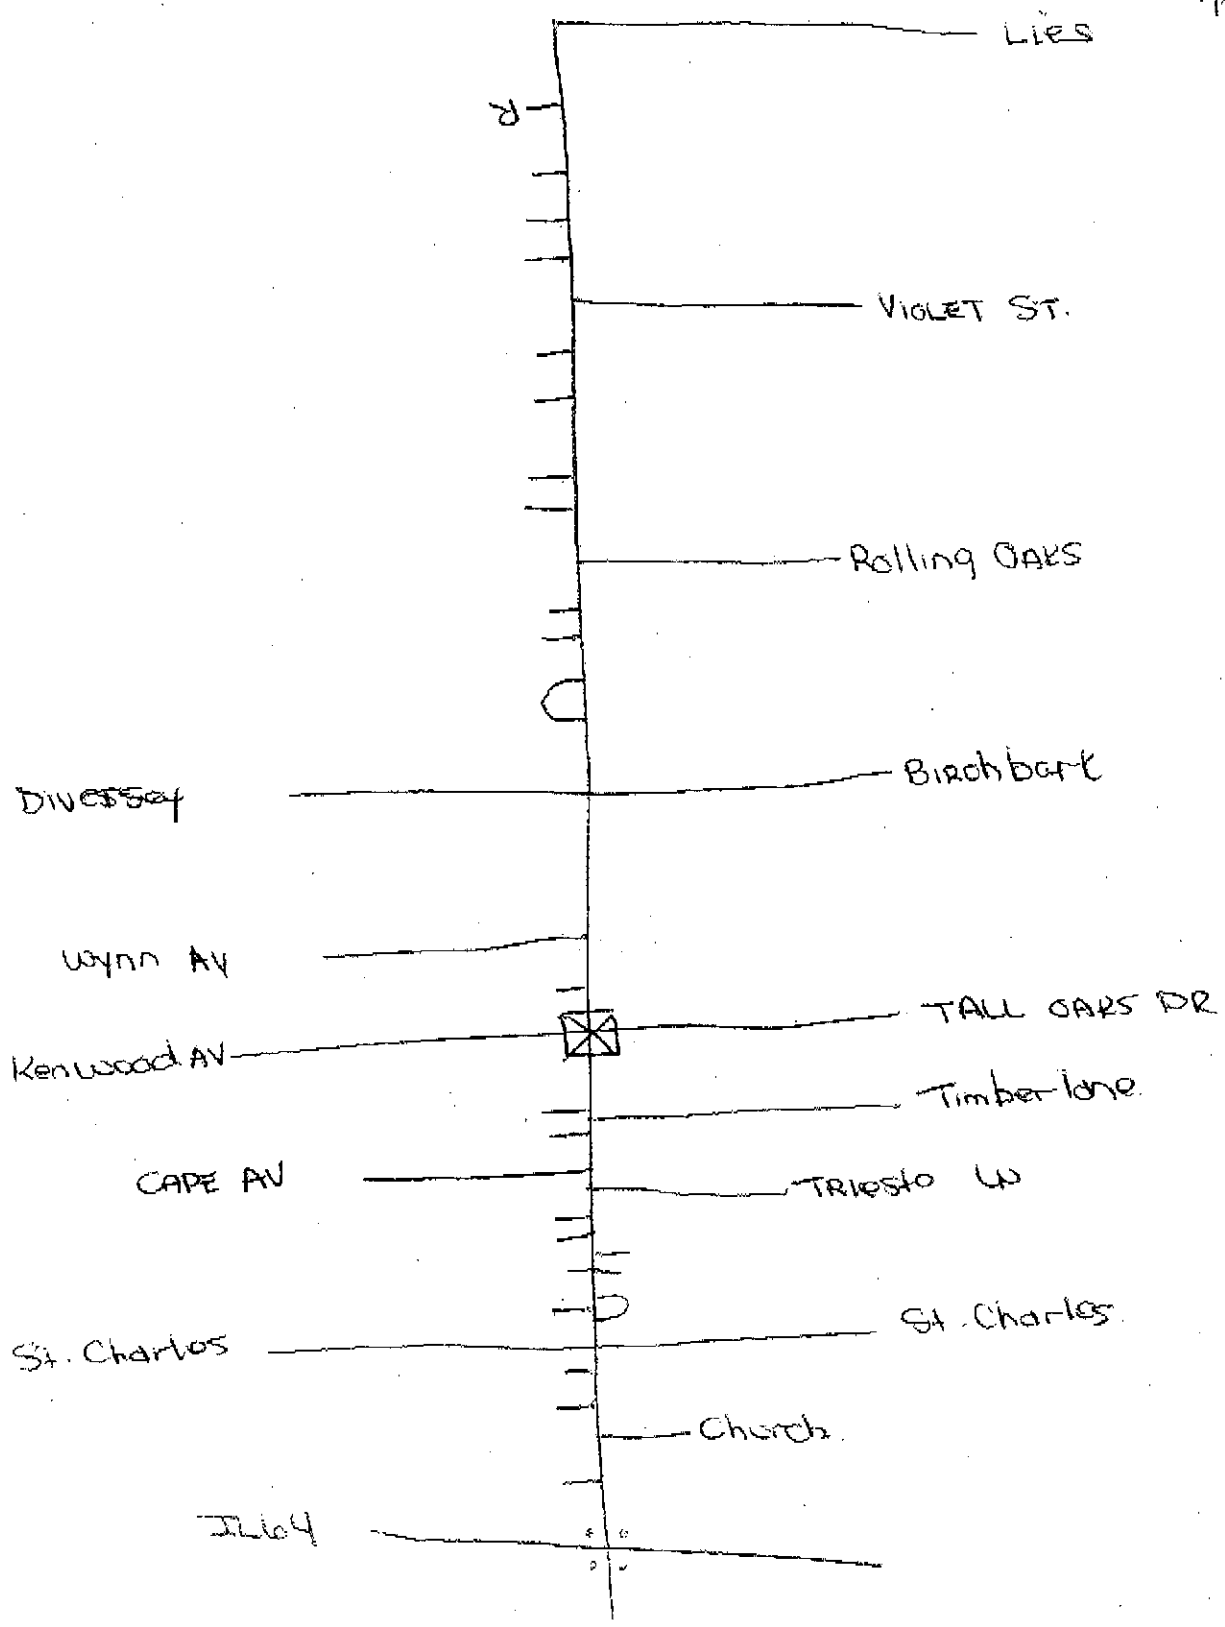 Lies
R
VIOLET ST.
Rolling OAKS
Birchbark
Divessey
Wynn AV
TALL OAKS DR
Kenwood AV
Timberlane
CAPE AV
TRIESTO LN
St. Charles
St. Charles
Church
IL64